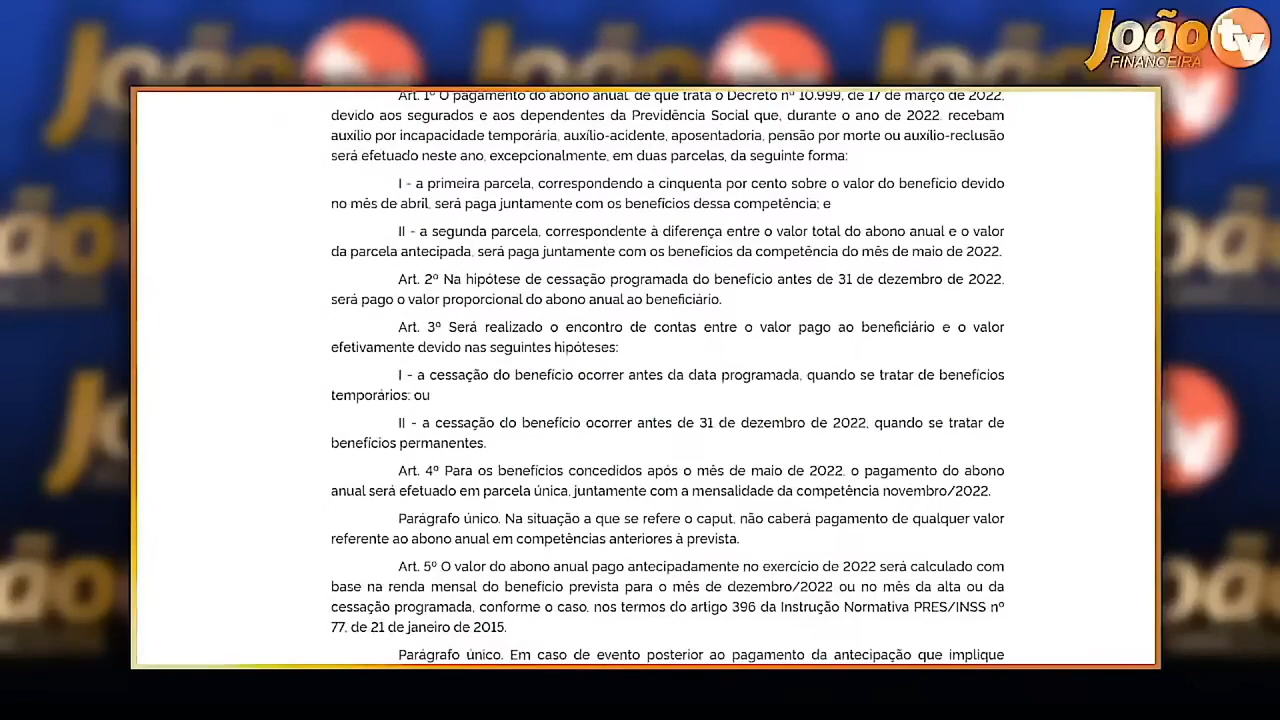 João tv
FINANCEIRA
Art. 1º O pagamento do abono anual, de que trata o Decreto nº 10.999, de 17 de março de 2022,
devido aos segurados e aos dependentes da Previdência Social que, durante o ano de 2022, recebam
auxílio por incapacidade temporária, auxílio-acidente, aposentadoria, pensão por morte ou auxílio-reclusão
será efetuado neste ano, excepcionalmente, em duas parcelas, da seguinte forma:
I - a primeira parcela, correspondendo a cinquenta por cento sobre o valor do benefício devido
no mês de abril, será paga juntamente com os benefícios dessa competência; e
II - a segunda parcela, correspondente à diferença entre o valor total do abono anual e o valor
da parcela antecipada, será paga juntamente com os benefícios da competência do mês de maio de 2022.
Art. 2º Na hipótese de cessação programada do benefício antes de 31 de dezembro de 2022,
será pago o valor proporcional do abono anual ao beneficiário.
Art. 3º Será realizado o encontro de contas entre o valor pago ao beneficiário e o valor
efetivamente devido nas seguintes hipóteses:
I - a cessação do benefício ocorrer antes da data programada, quando se tratar de benefícios
temporários; ou
II - a cessação do benefício ocorrer antes de 31 de dezembro de 2022, quando se tratar de
benefícios permanentes.
Art. 4º Para os benefícios concedidos após o mês de maio de 2022, o pagamento do abono
anual será efetuado em parcela única, juntamente com a mensalidade da competência novembro/2022.
Parágrafo único. Na situação a que se refere o caput, não caberá pagamento de qualquer valor
referente ao abono anual em competências anteriores à prevista.
Art. 5º O valor do abono anual pago antecipadamente no exercício de 2022 será calculado com
base na renda mensal do benefício prevista para o mês de dezembro/2022 ou no mês da alta ou da
cessação programada, conforme o caso, nos termos do artigo 396 da Instrução Normativa PRES/INSS nº
77, de 21 de janeiro de 2015.
Parágrafo único. Em caso de evento posterior ao pagamento da antecipação que implique